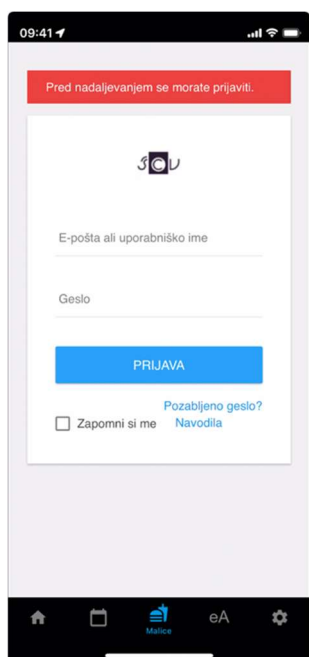 09:41
Pred nadaljevanjem se morate prijaviti.
ŠCV
E-pošta ali uporabniško ime
Geslo
PRIJAVA
Pozabljeno geslo?
Zapomni si me Navodila
eA
Malice